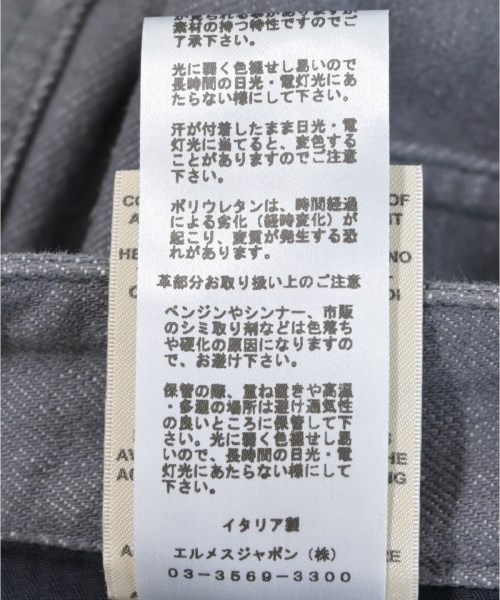 素材の持つ特性ですのでご
了承下さい。
光に弱く色褪せし易いので
長時間の日光・電灯光にあ
たらない様にして下さい。
汗が付着したまま日光・電
灯光に当てると、変色する
ことがありますのでご注意
下さい。
ポリウレタンは、時間経過
による劣化（経時変化）が
起こり、変質が発生する恐
れがあります。
革部分お取り扱い上のご注意
ベンジンやシンナー、市販
のシミ取り剤などは色落ち
や硬化の原因になりますの
で、お避け下さい。
保管の際、重ね置きや高温
・多湿の場所は避け通気性
の良いところに保管して下
さい。光に弱く色褪せし易
いので、長時間の日光・電
灯光にあたらない様にして
下さい。
イタリア製
エルメスジャポン（株）
03-3569-3300